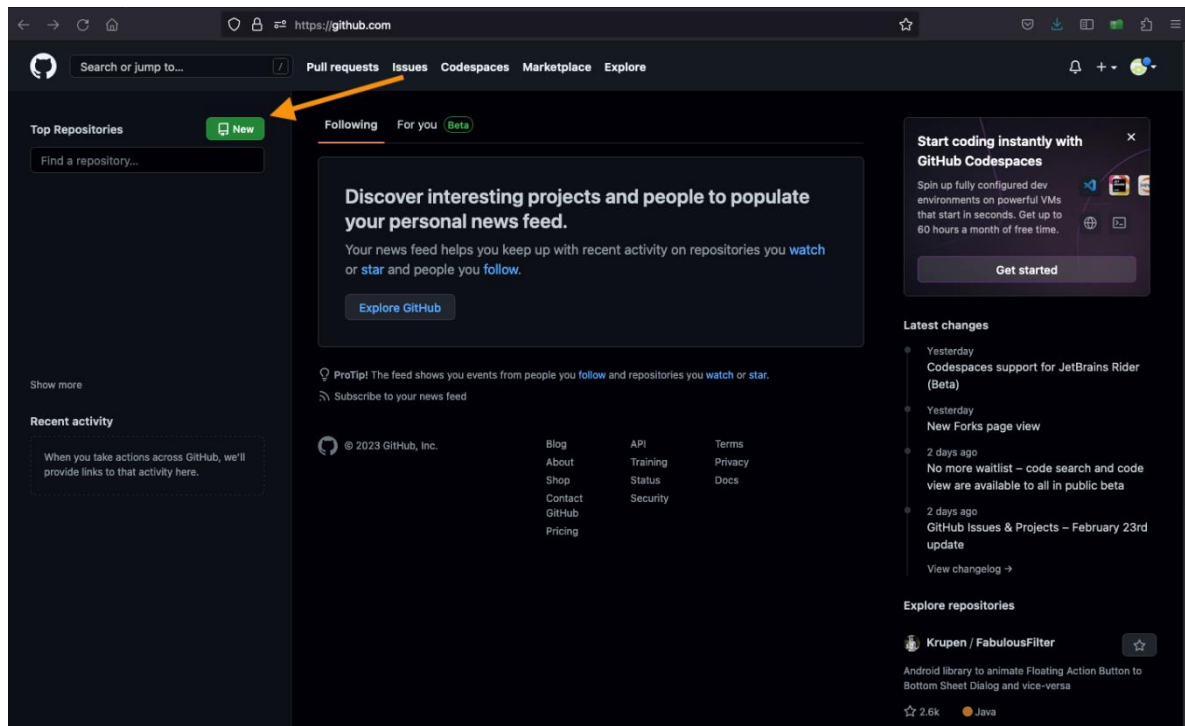 https://github.com
Search or jump to...
/
Pull requests Issues Codespaces Marketplace Explore
Top Repositories
New
Find a repository...
Show more
Recent activity
When you take actions across GitHub, we'll
provide links to that activity here.
Following For you Beta
Discover interesting projects and people to populate
your personal news feed.
Your news feed helps you keep up with recent activity on repositories you watch
or star and people you follow.
Explore GitHub
ProTip! The feed shows you events from people you follow and repositories you watch or star.
Subscribe to your news feed
© 2023 GitHub, Inc.
Blog
About
Shop
Contact
GitHub
Pricing
API
Training
Status
Security
Terms
Privacy
Docs
Start coding instantly with
GitHub Codespaces
Spin up fully configured dev
environments on powerful VMs
that start in seconds. Get up to
60 hours a month of free time.
Get started
Latest changes
Yesterday
Codespaces support for JetBrains Rider
(Beta)
Yesterday
New Forks page view
2 days ago
No more waitlist – code search and code
view are available to all in public beta
2 days ago
GitHub Issues & Projects – February 23rd
update
View changelog →
Explore repositories
Krupen / FabulousFilter
Android library to animate Floating Action Button to
Bottom Sheet Dialog and vice-versa
2.6k Java